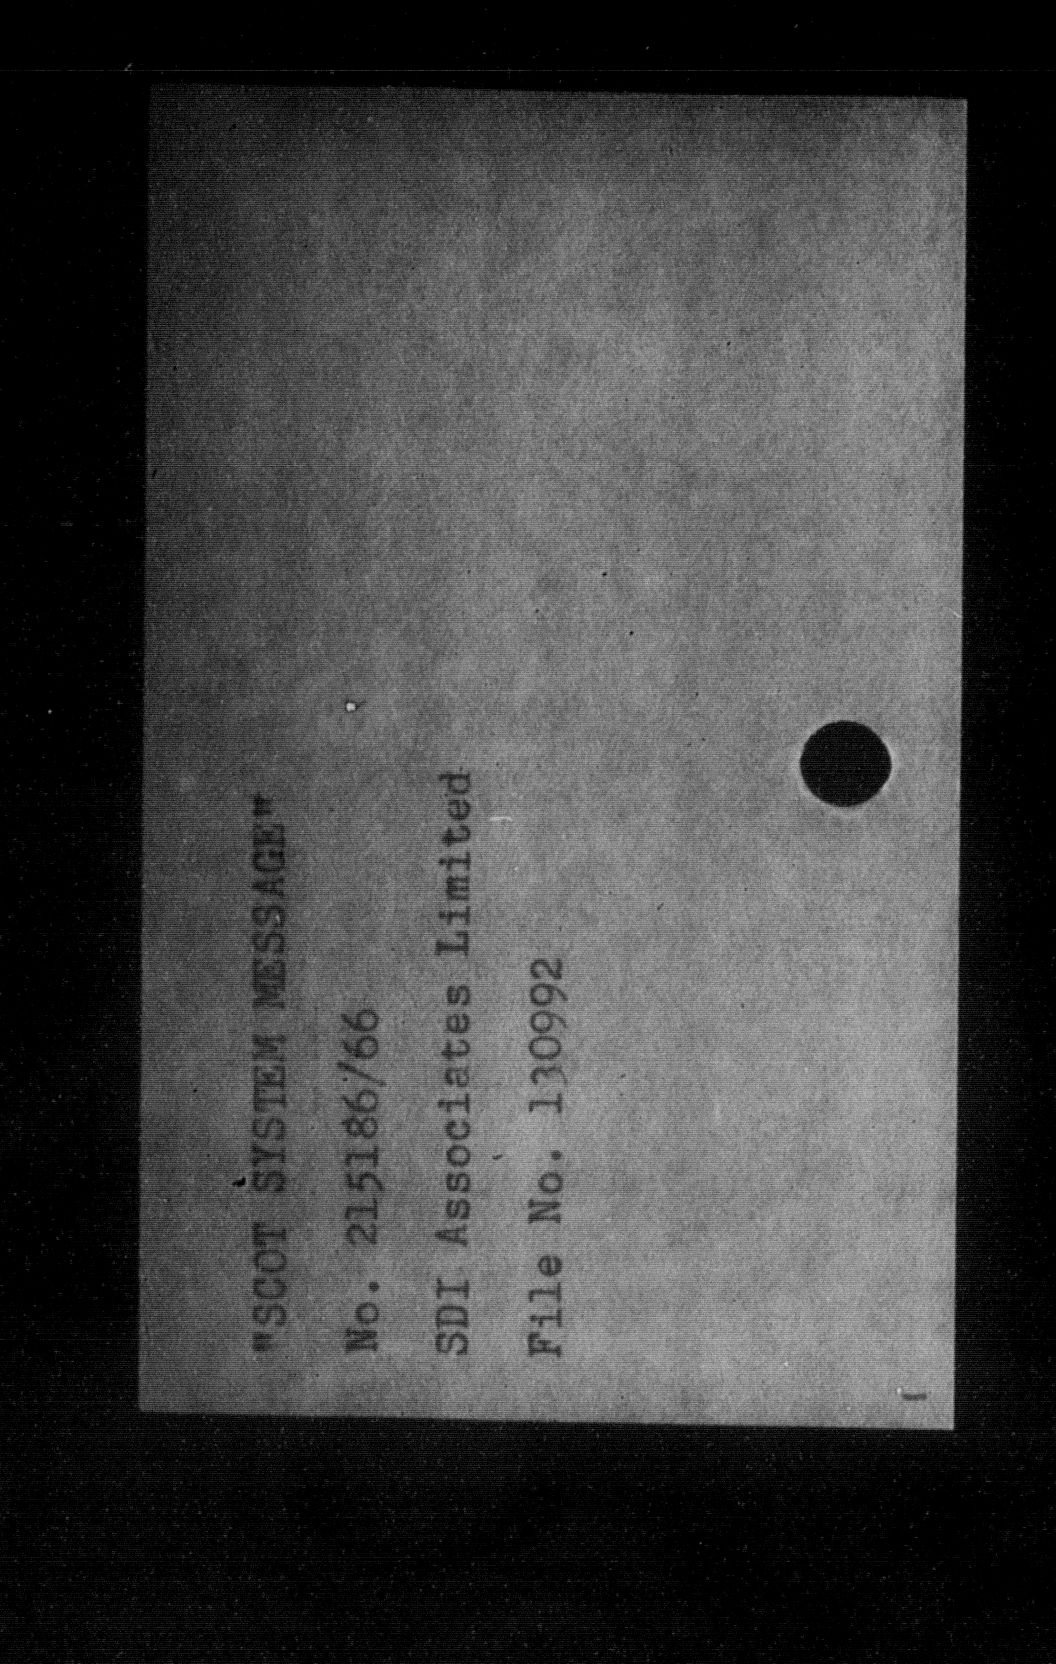 "SCOT SYSTEM MESSAGE"
No. 215186/66
SDI Associates Limited
File No. 130992